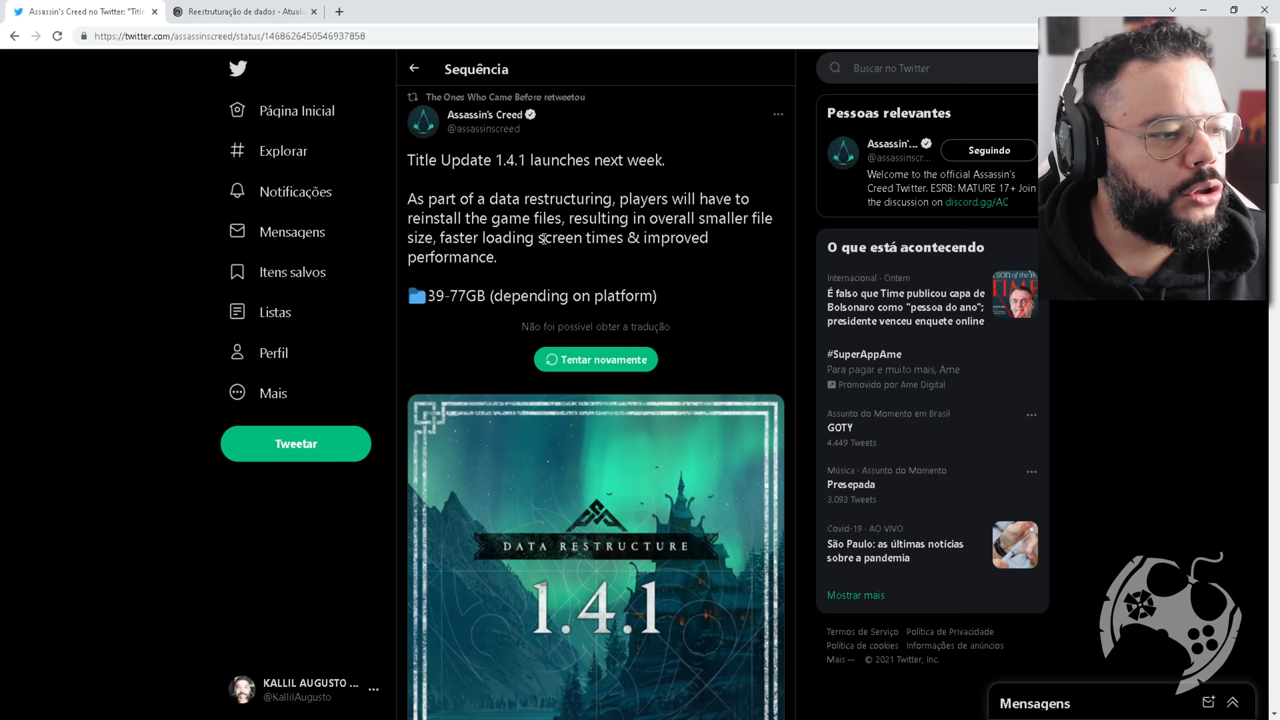 Assassin's Creed no Twitter: "Title
Reestruturação de dados - Atuali
https://twitter.com/assassinscreed/status/1468626450546937858
Página Inicial
Explorar
Notificações
Mensagens
Itens salvos
Listas
Perfil
Mais
Tweetar
KALLIL AUGUSTO ...
@KallilAugusto
Sequência
The Ones Who Came Before retweetou
Assassin's Creed
@assassinscreed
Title Update 1.4.1 launches next week.
As part of a data restructuring, players will have to
reinstall the game files, resulting in overall smaller file
size, faster loading screen times & improved
performance.
39-77GB (depending on platform)
Não foi possível obter a tradução
Tentar novamente
DATA RESTRUCTURE
1.4.1
Buscar no Twitter
Pessoas relevantes
Assassin'...
@assassinscr...
Seguindo
Welcome to the official Assassin's
Creed Twitter. ESRB: MATURE 17+ Join
the discussion on discord.gg/AC
O que está acontecendo
Internacional · Ontem
É falso que Time publicou capa de
Bolsonaro como "pessoa do ano";
presidente venceu enquete online
#SuperAppAme
Para pagar e muito mais, Ame
Promovido por Ame Digital
Assunto do Momento em Brasil
GOTY
4.449 Tweets
Música · Assunto do Momento
Presepada
3.093 Tweets
Covid-19 · AO VIVO
São Paulo: as últimas notícias
sobre a pandemia
Mostrar mais
Termos de Serviço Política de Privacidade
Política de cookies Informações de anúncios
Mais ··· © 2021 Twitter, Inc.
Mensagens